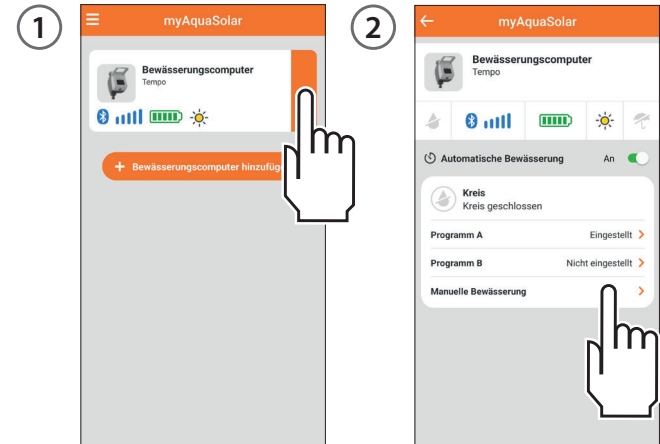 1
myAquaSolar
Bewässerungscomputer
Tempo
+ Bewässerungscomputer
2
myAquaSolar
Bewässerungscomputer
Tempo
Automatische Bewässerung An
Kreis
Kreis geschlossen
Programm A Eingestellt >
Programm B Nicht eingestellt >
Manuelle Bewässerung >